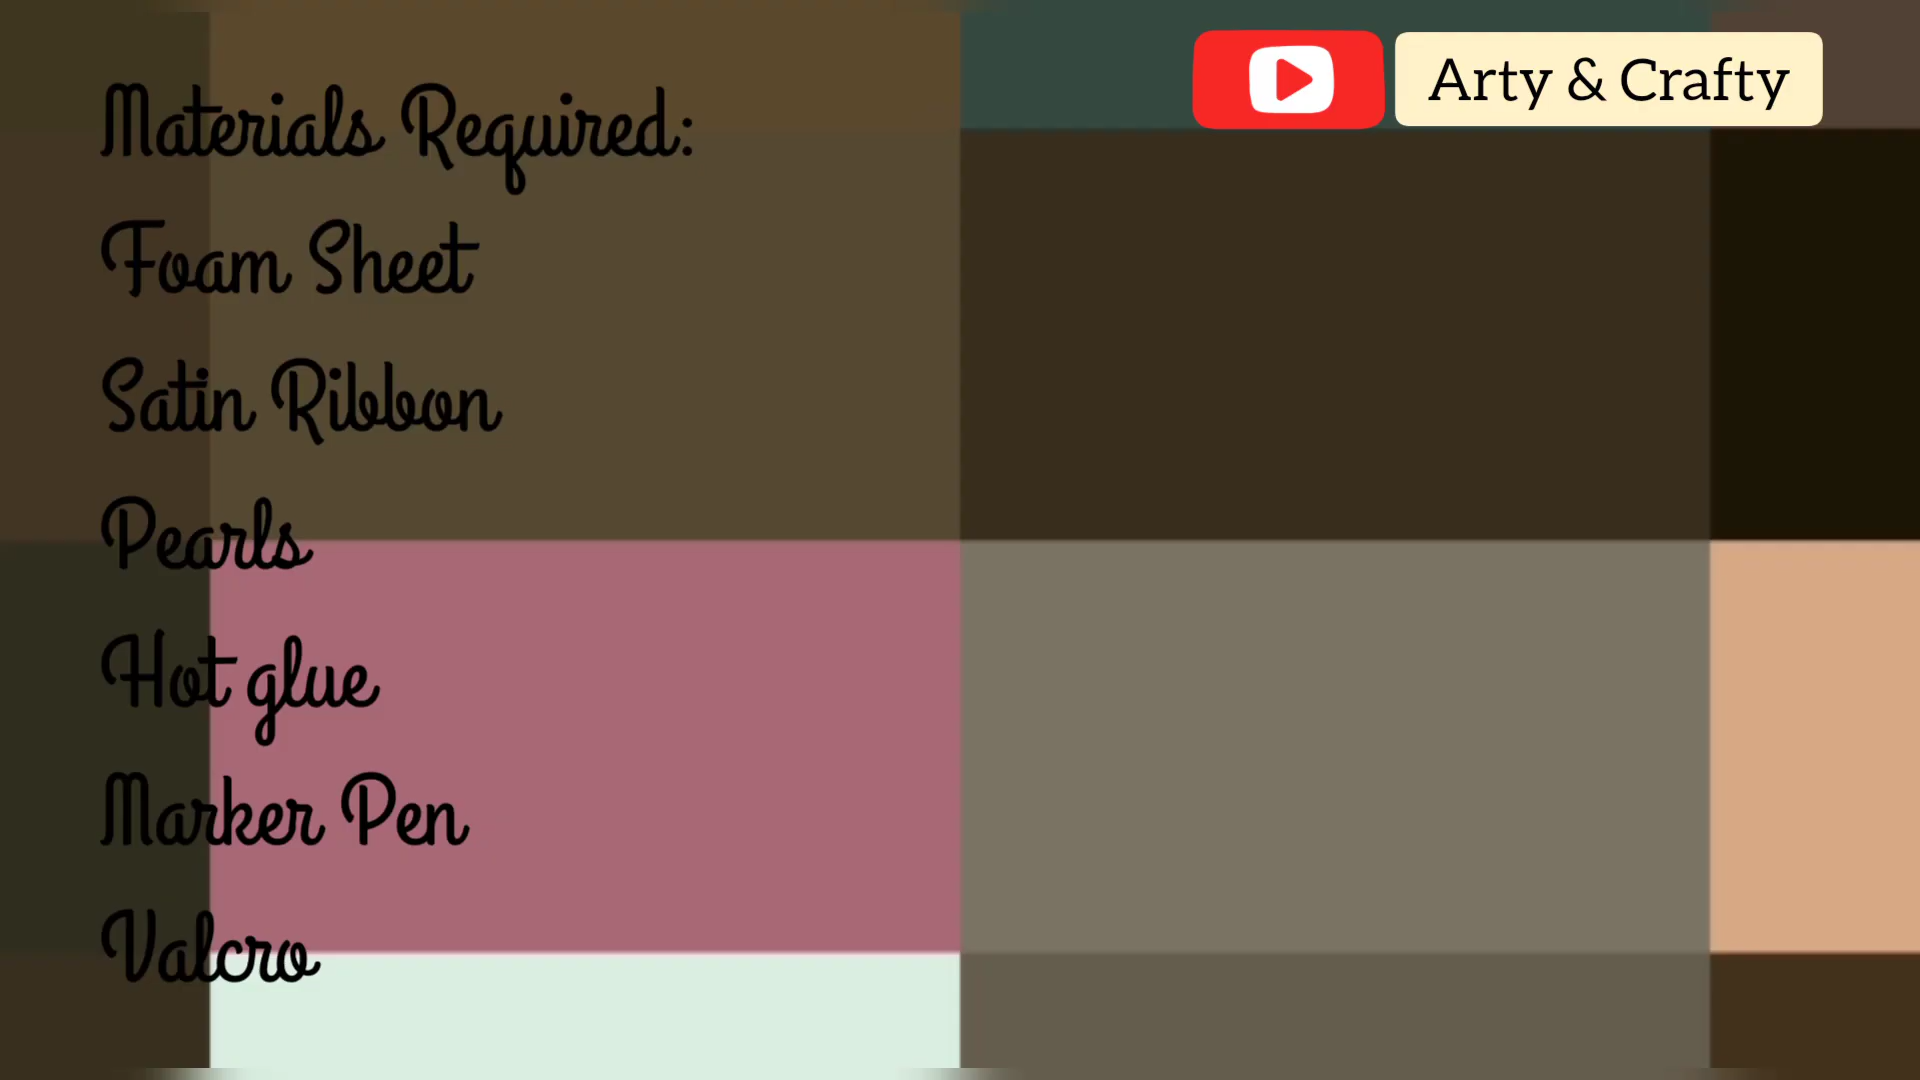 Arty & Crafty
Materials Required:
Foam Sheet
Satin Ribbon
Pearls
Hot glue
Marker Pen
Valcro